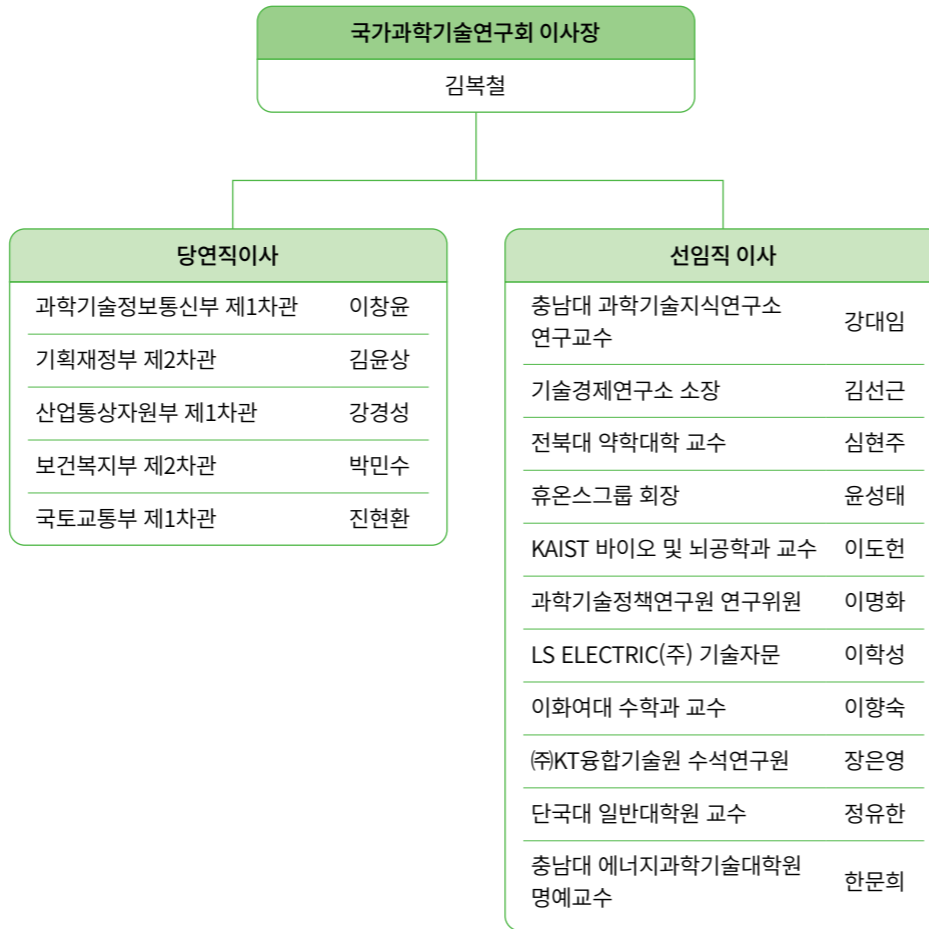 국가과학기술연구회 이사장
김복철
당연직이사
과학기술정보통신부 제1차관 이창윤
기획재정부 제2차관 김윤상
산업통상자원부 제1차관 강경성
보건복지부 제2차관 박민수
국토교통부 제1차관 진현환
선임직 이사
충남대 과학기술지식연구소
연구교수 강대임
기술경제연구소 소장 김선근
전북대 약학대학 교수 심현주
휴온스그룹 회장 윤성태
KAIST 바이오 및 뇌공학과 교수 이도헌
과학기술정책연구원 연구위원 이명화
LS ELECTRIC(주) 기술자문 이학성
이화여대 수학과 교수 이향숙
㈜KT융합기술원 수석연구원 장은영
단국대 일반대학원 교수 정유한
충남대 에너지과학기술대학원
명예교수 한문희